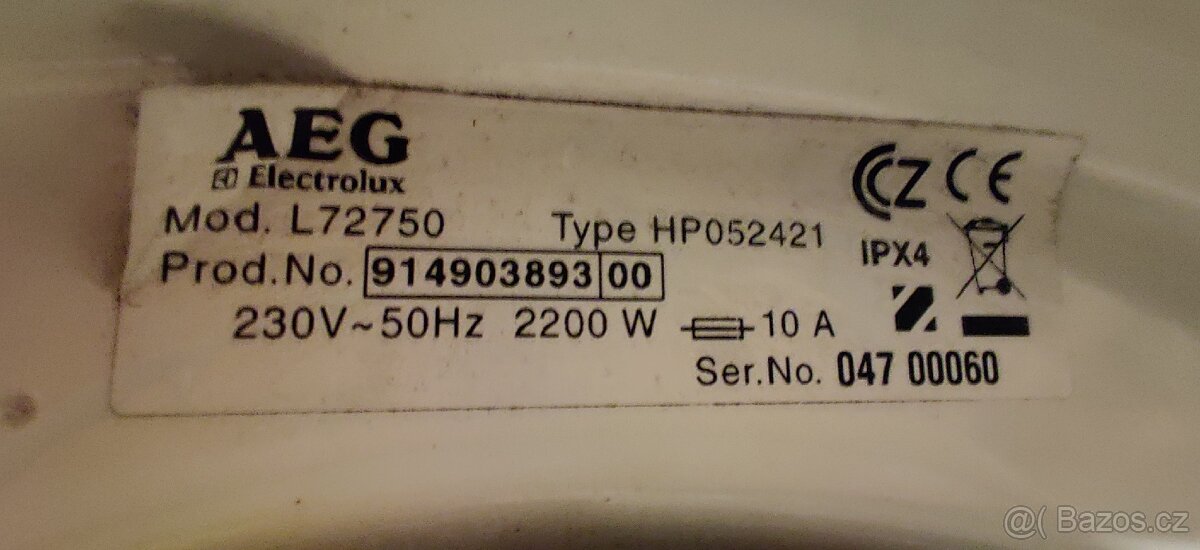 AEG
Electrolux
Mod. L72750 Type HP052421
Prod.No. 914903893 00
230V~50Hz 2200 W 10 A
Ser.No. 047 00060
CZ CE
IPX4
@( Bazos.cz